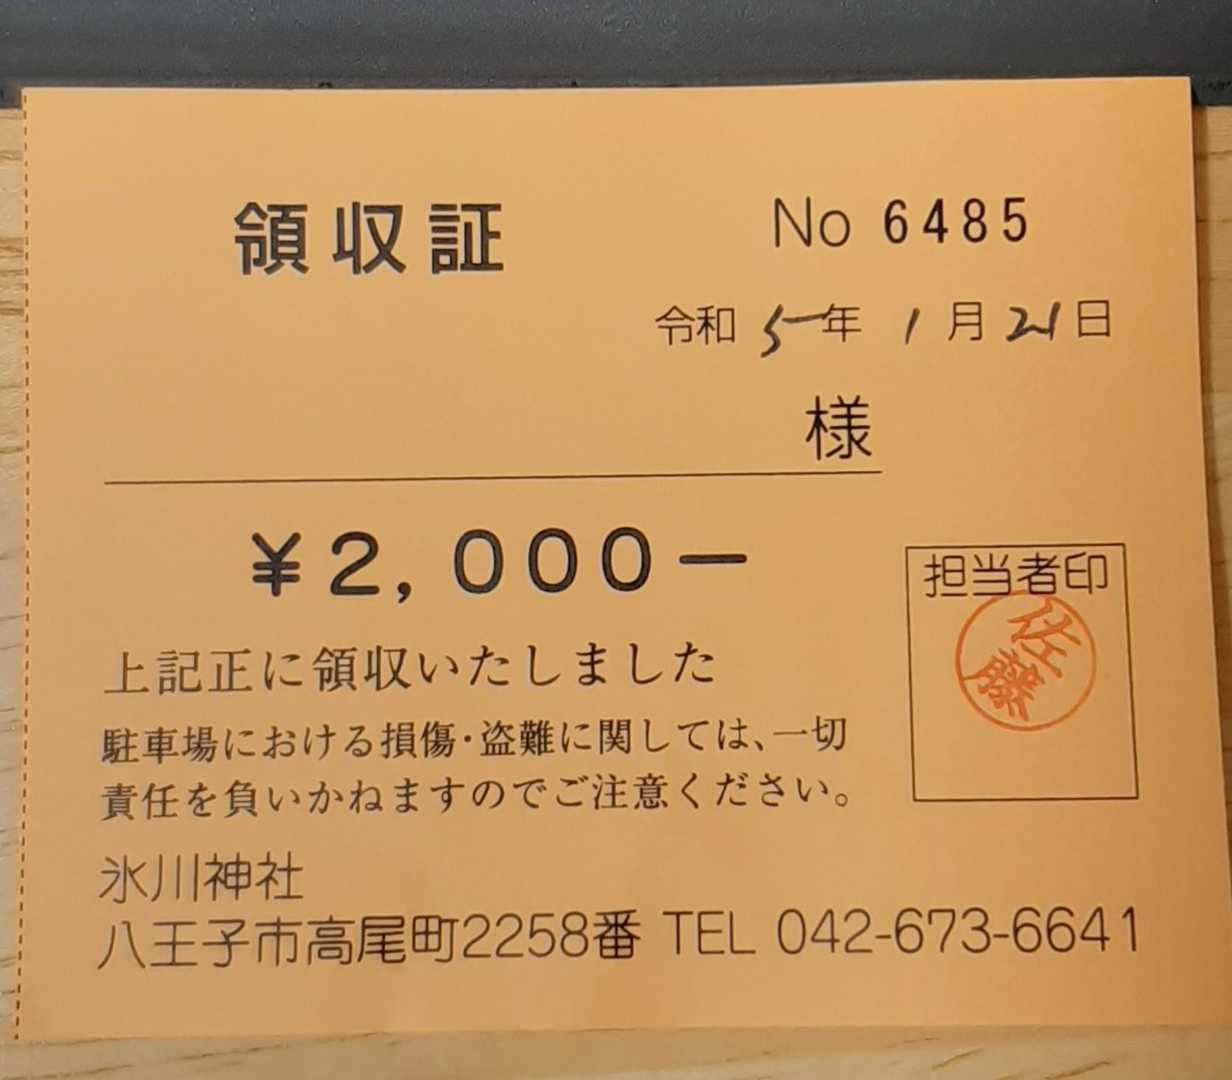 領収証
No 6485
令和 5年 1月 21日
様
¥2,000−
担当者印
佐藤
上記正に領収いたしました
駐車場における損傷・盗難に関しては、一切
責任を負いかねますのでご注意ください。
氷川神社
八王子市高尾町2258番 TEL 042-673-6641